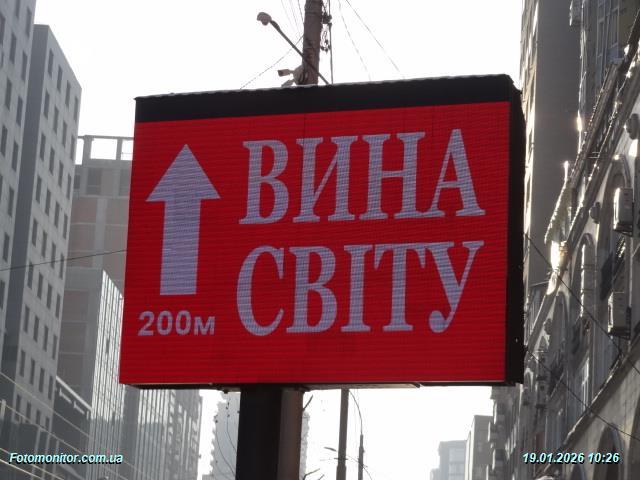 ВИНА
СВІТУ
200м
Fotomonitor.com.ua
19.01.2026 10:26